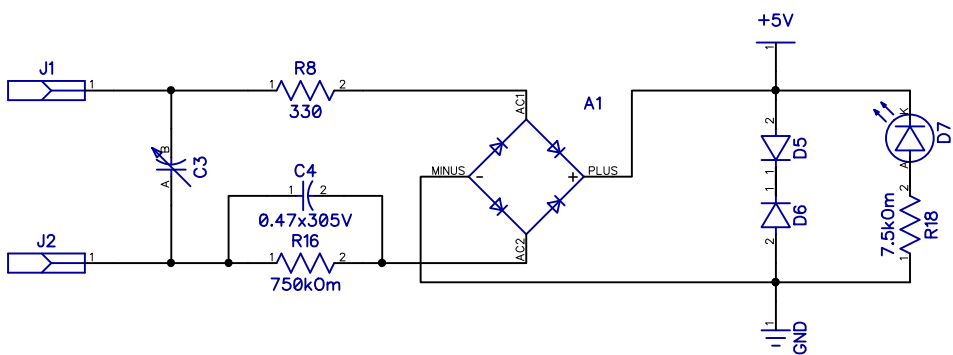 +5V
1
J1
1
R8
1
2
330
AC1
A1
B
C3
A
C4
1
2
0.47x305V
MINUS
-
+
PLUS
2
D5
1
1
D6
2
K
D7
A
2
7.5kOm
R18
1
J2
1
R16
1
2
750kOm
AC2
1
GND